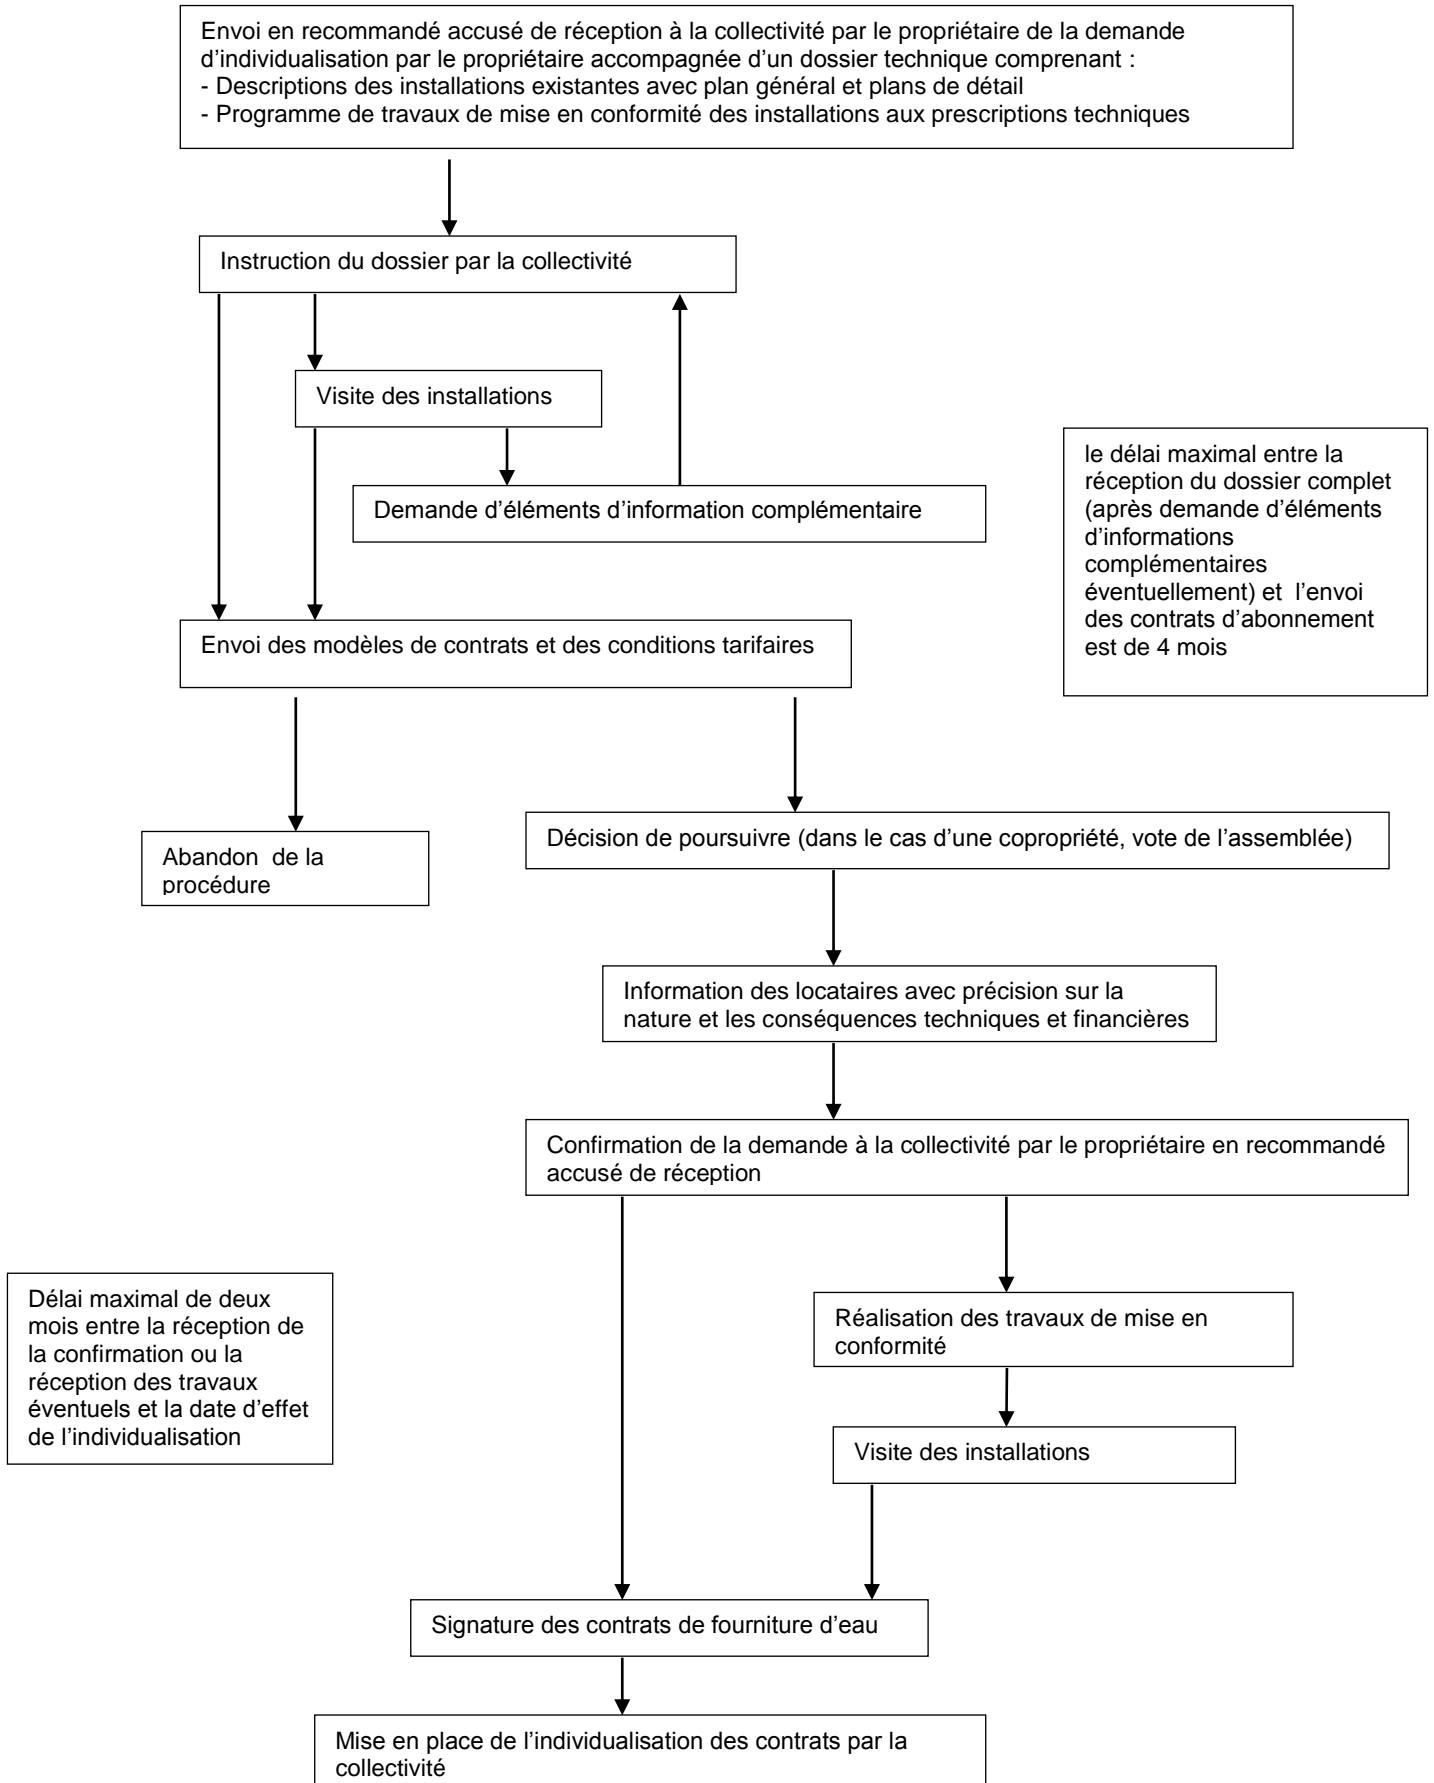 Envoi en recommandé accusé de réception à la collectivité par le propriétaire de la demande
d’individualisation par le propriétaire accompagnée d’un dossier technique comprenant :
- Descriptions des installations existantes avec plan général et plans de détail
- Programme de travaux de mise en conformité des installations aux prescriptions techniques
Instruction du dossier par la collectivité
Visite des installations
Demande d’éléments d’information complémentaire
le délai maximal entre la
réception du dossier complet
(après demande d’éléments
d’informations
complémentaires
éventuellement) et l’envoi
des contrats d’abonnement
est de 4 mois
Envoi des modèles de contrats et des conditions tarifaires
Abandon de la
procédure
Décision de poursuivre (dans le cas d’une copropriété, vote de l’assemblée)
Information des locataires avec précision sur la
nature et les conséquences techniques et financières
Confirmation de la demande à la collectivité par le propriétaire en recommandé
accusé de réception
Délai maximal de deux
mois entre la réception de
la confirmation ou la
réception des travaux
éventuels et la date d’effet
de l’individualisation
Réalisation des travaux de mise en
conformité
Visite des installations
Signature des contrats de fourniture d’eau
Mise en place de l’individualisation des contrats par la
collectivité